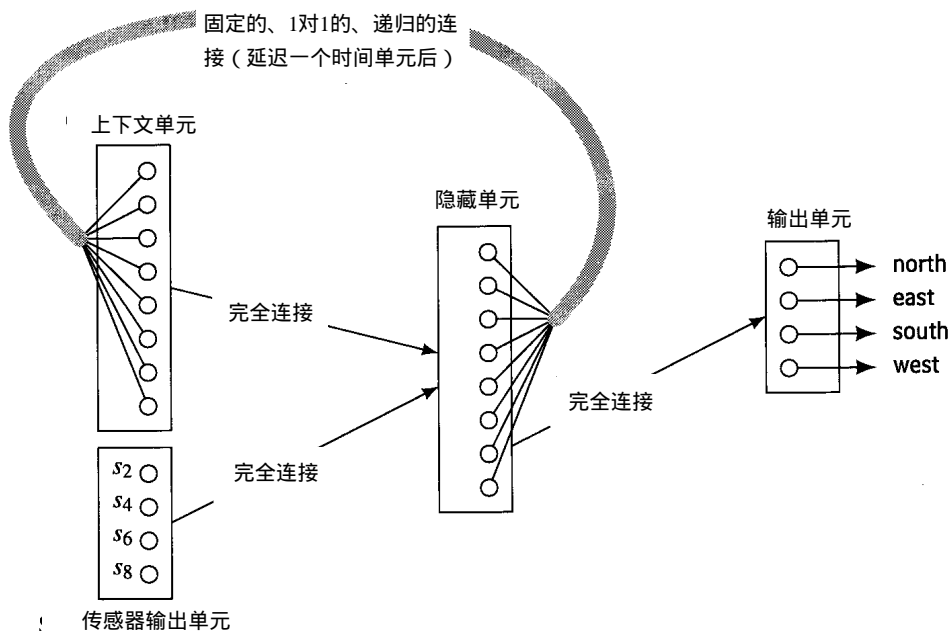 固定的、1对1的、递归的连
接（延迟一个时间单元后）
上下文单元
隐藏单元
输出单元
north
east
south
west
完全连接
完全连接
完全连接
s2
s4
s6
s8
传感器输出单元